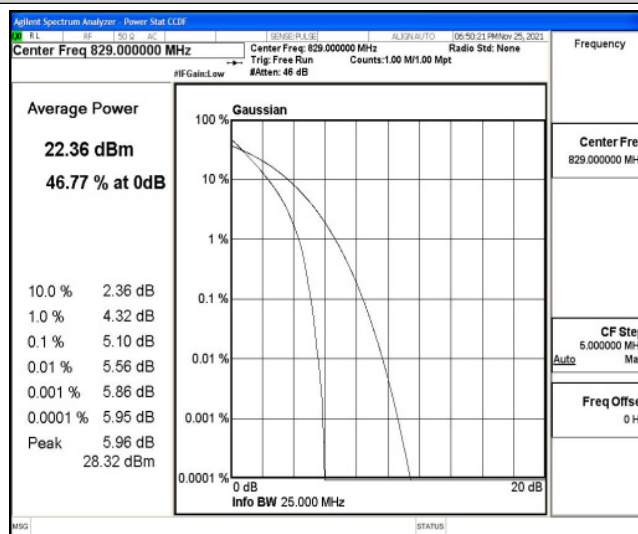 Agilent Spectrum Analyzer - Power Stat CCDF
RL RF 50 Ω AC SENSE:PULSE ALIGN AUTO 06:50:21 PM Nov 25, 2021
Center Freq 829.000000 MHz
Center Freq: 829.000000 MHz Radio Std: None
Trig: Free Run Counts:1.00 M/1.00 Mpt
#IFGain:Low #Atten: 46 dB
Frequency
Average Power
22.36 dBm
46.77 % at 0dB
10.0 % 2.36 dB
1.0 % 4.32 dB
0.1 % 5.10 dB
0.01 % 5.56 dB
0.001 % 5.86 dB
0.0001 % 5.95 dB
Peak 5.96 dB
28.32 dBm
Gaussian
100 %
10 %
1 %
0.1 %
0.01 %
0.001 %
0.0001 %
0 dB 20 dB
Info BW 25.000 MHz
Center Fre
829.000000 MH
CF Ste
5.000000 MH
Auto Ma
Freq Offse
0 H
MSG STATUS